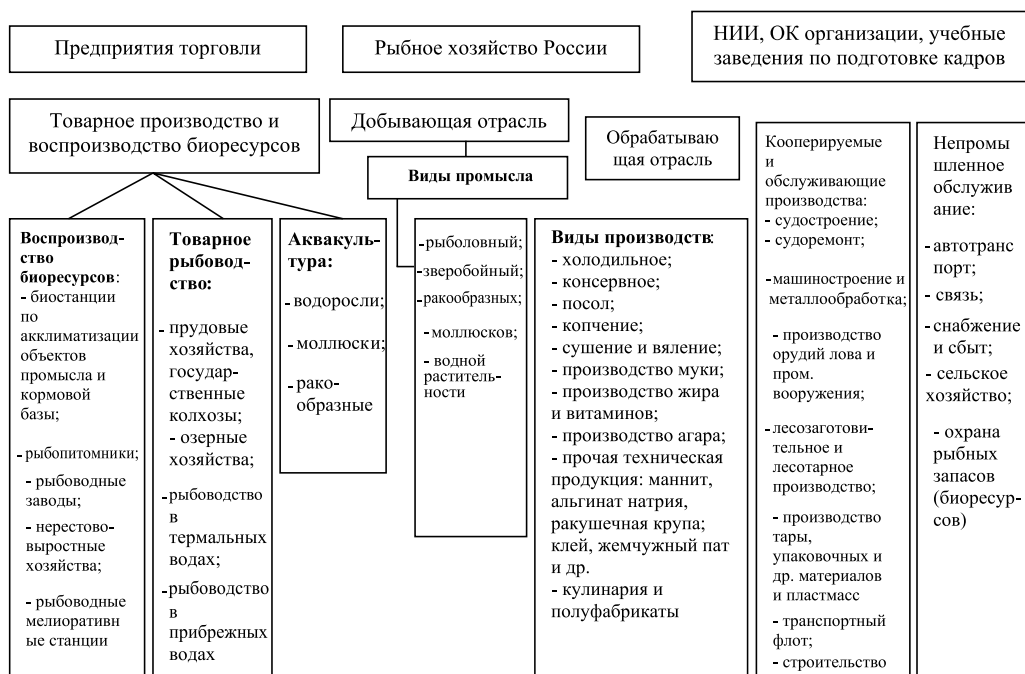 Предприятия торговли
Рыбное хозяйство России
НИИ, ОК организации, учебные
заведения по подготовке кадров
Товарное производство и
воспроизводство биоресурсов
Добывающая отрасль
Виды промысла
Обрабатываю
щая отрасль
Воспроизвод-
ство
биоресурсов:
- биостанции
по
акклиматизации
объектов
промысла и
кормовой
базы;
- рыбопитомники;
- рыбоводные
заводы;
- нерестово-
выростные
хозяйства;
- рыбоводные
мелиоративн
ые станции
Товарное
рыбовод-
ство:
- прудовые
хозяйства,
государ-
ственные
колхозы;
- озерные
хозяйства;
- рыбоводство
в
термальных
водах;
- рыбоводство
в
прибрежных
водах
Аквакуль-
тура:
- водоросли;
- моллюски;
- рако-
образные
- рыболовный;
- зверобойный;
- ракообразных;
- моллюсков;
- водной
раститель-
ности
Виды производств:
- холодильное;
- консервное;
- посол;
- копчение;
- сушение и вяление;
- производство муки;
- производство жира
и витаминов;
- производство агара;
- прочая техническая
продукция: маннит,
альгинат натрия,
ракушечная крупа;
клей, жемчужный пат
и др.
- кулинария и
полуфабрикаты
Кооперируемые
и
обслуживающие
производства:
- судостроение;
- судоремонт;
- машиностроение и
металлообработка;
- производство
орудий лова и
пром.
вооружения;
- лесозаготови-
тельное и
лесотарное
производство;
- производство
тары,
упаковочных и
др. материалов
и пластмасс
- транспортный
флот;
- строительство
Непромы
шленное
обслужив
ание:
- автотранс
порт;
- связь;
- снабжение
и сбыт;
- сельское
хозяйство;
- охрана
рыбных
запасов
(биоресур-
сов)